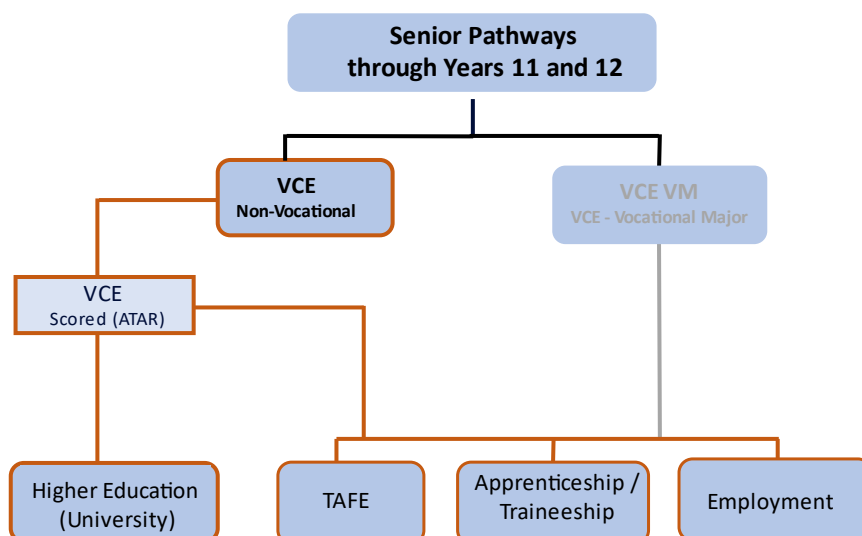 Senior Pathways
through Years 11 and 12
VCE
Non-Vocational
VCE VM
VCE - Vocational Major
VCE
Scored (ATAR)
Higher Education
(University)
TAFE
Apprenticeship /
Traineeship
Employment